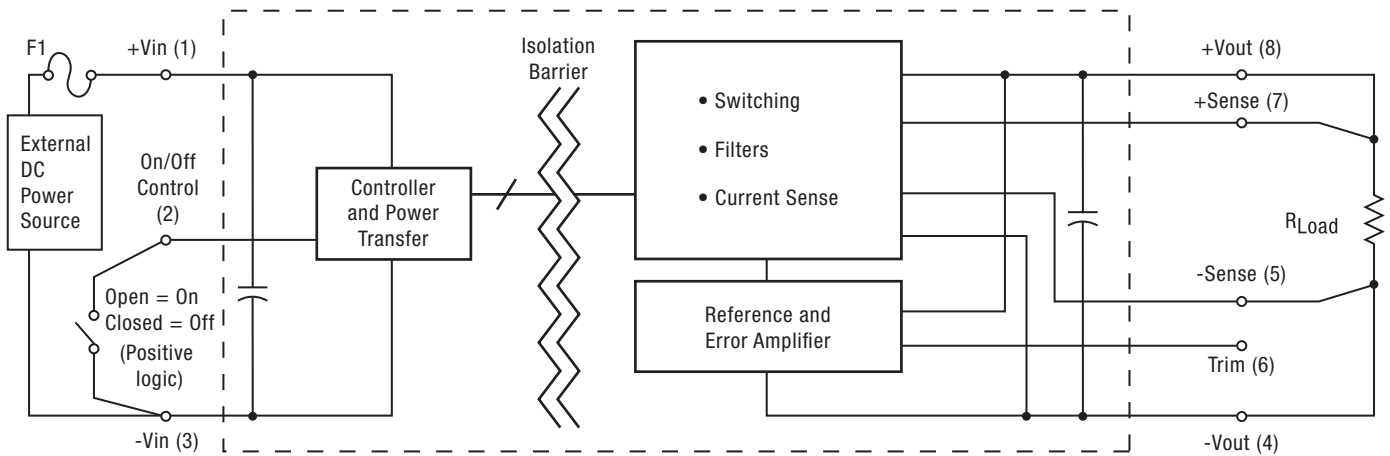 F1
+Vin (1)
External
DC
Power
Source
On/Off
Control
(2)
Open = On
Closed = Off
(Positive
logic)
-Vin (3)
Controller
and Power
Transfer
Isolation
Barrier
• Switching
• Filters
• Current Sense
Reference and
Error Amplifier
+Vout (8)
+Sense (7)
RLoad
-Sense (5)
Trim (6)
-Vout (4)